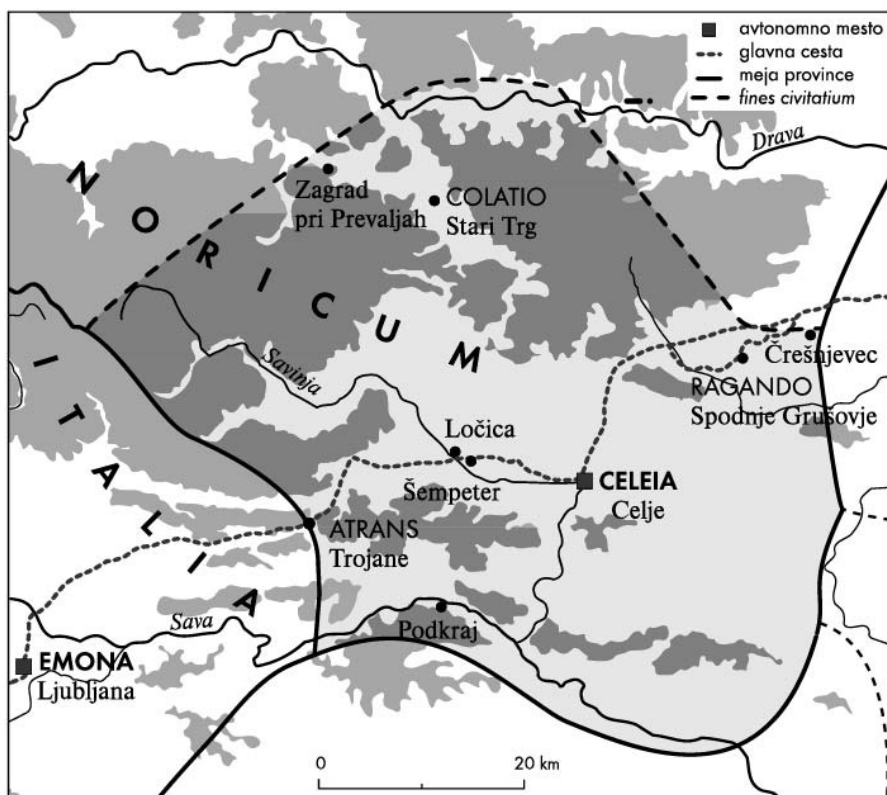 avtonomno mesto
glavna cesta
meja province
fines civitatium
Drava
NORICUM
Zagrad
pri Prevaljah
COLATIO
Stari Trg
ITALIA
Savinja
Črešnjevec
RAGANDO
Spodnje Grušovje
Ločica
Šempeter
CELEIA
Celje
ATRANS
Trojane
Sava
Podkraj
EMONA
Ljubljana
0 20 km